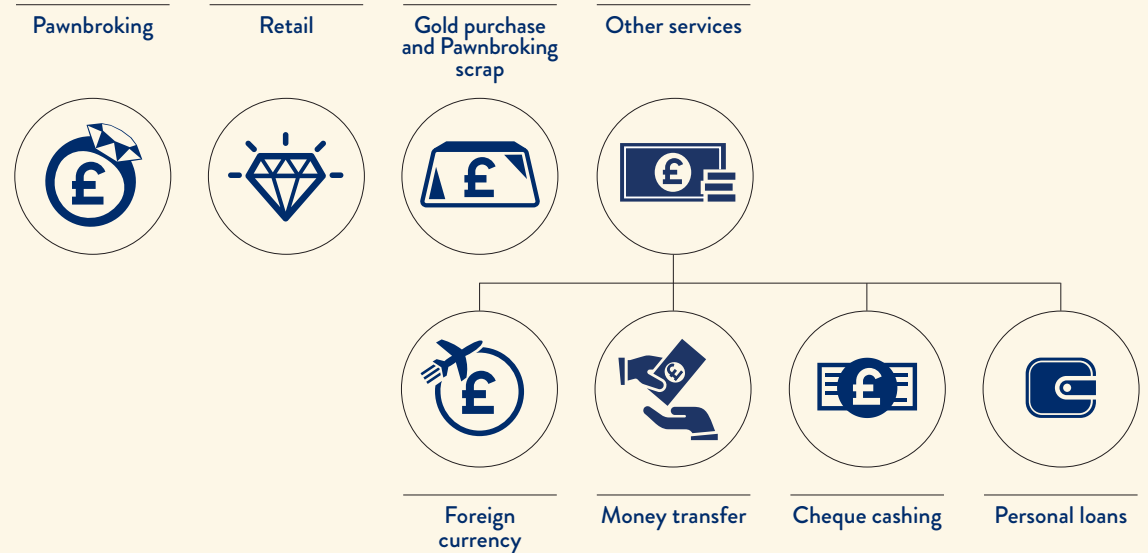 Pawnbroking
Retail
Gold purchase
and Pawnbroking
scrap
Other services
£
£
£
£
£
£
Foreign
currency
Money transfer
Cheque cashing
Personal loans